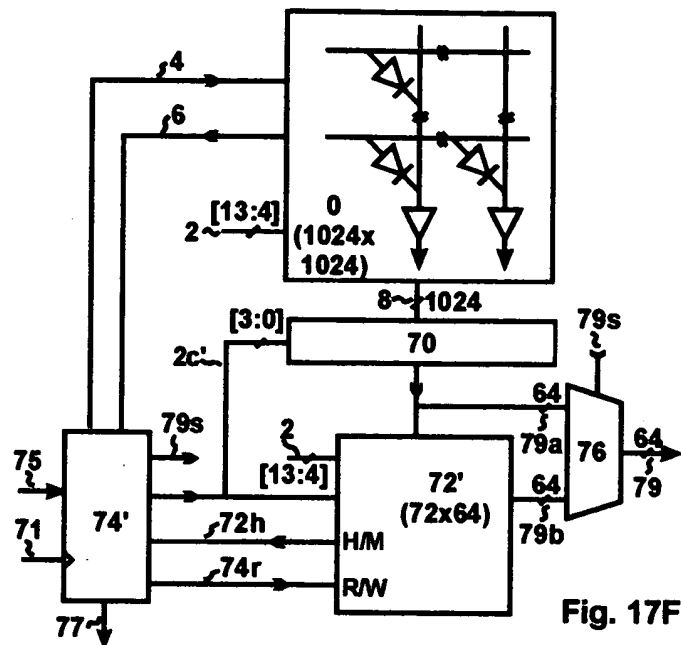 4
6
0
(1024x
1024)
[13:4]
2
8
1024
[3:0]
70
2c'
79s
64
79a
76
64
79
79s
2
[13:4]
72'
(72x64)
64
79b
75
74'
71
72h
H/M
74r
R/W
77
Fig. 17F